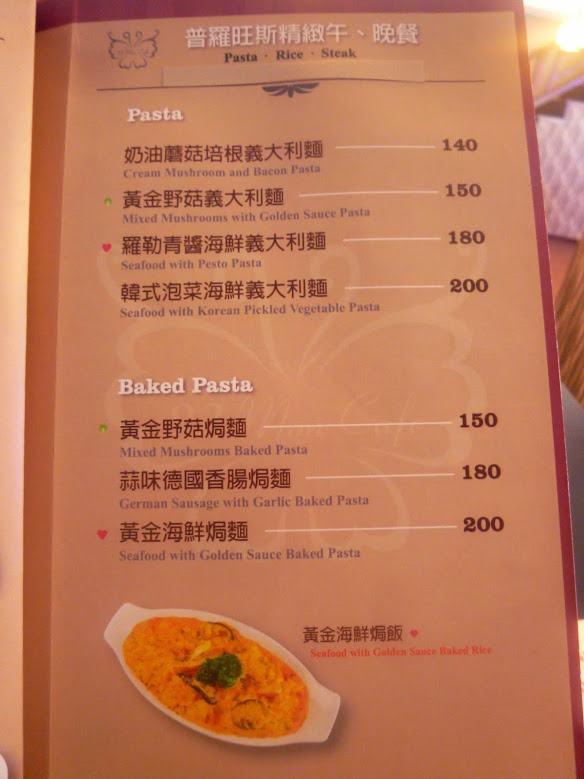 普羅旺斯精緻午、晚餐
Pasta · Rice · Steak
Pasta
奶油蘑菇培根義大利麵 140
Cream Mushroom and Bacon Pasta
黃金野菇義大利麵 150
Mixed Mushrooms with Golden Sauce Pasta
羅勒青醬海鮮義大利麵 180
Seafood with Pesto Pasta
韓式泡菜海鮮義大利麵 200
Seafood with Korean Pickled Vegetable Pasta
Baked Pasta
黃金野菇焗麵 150
Mixed Mushrooms Baked Pasta
蒜味德國香腸焗麵 180
German Sausage with Garlic Baked Pasta
黃金海鮮焗麵 200
Seafood with Golden Sauce Baked Pasta
黃金海鮮焗飯
Seafood with Golden Sauce Baked Rice